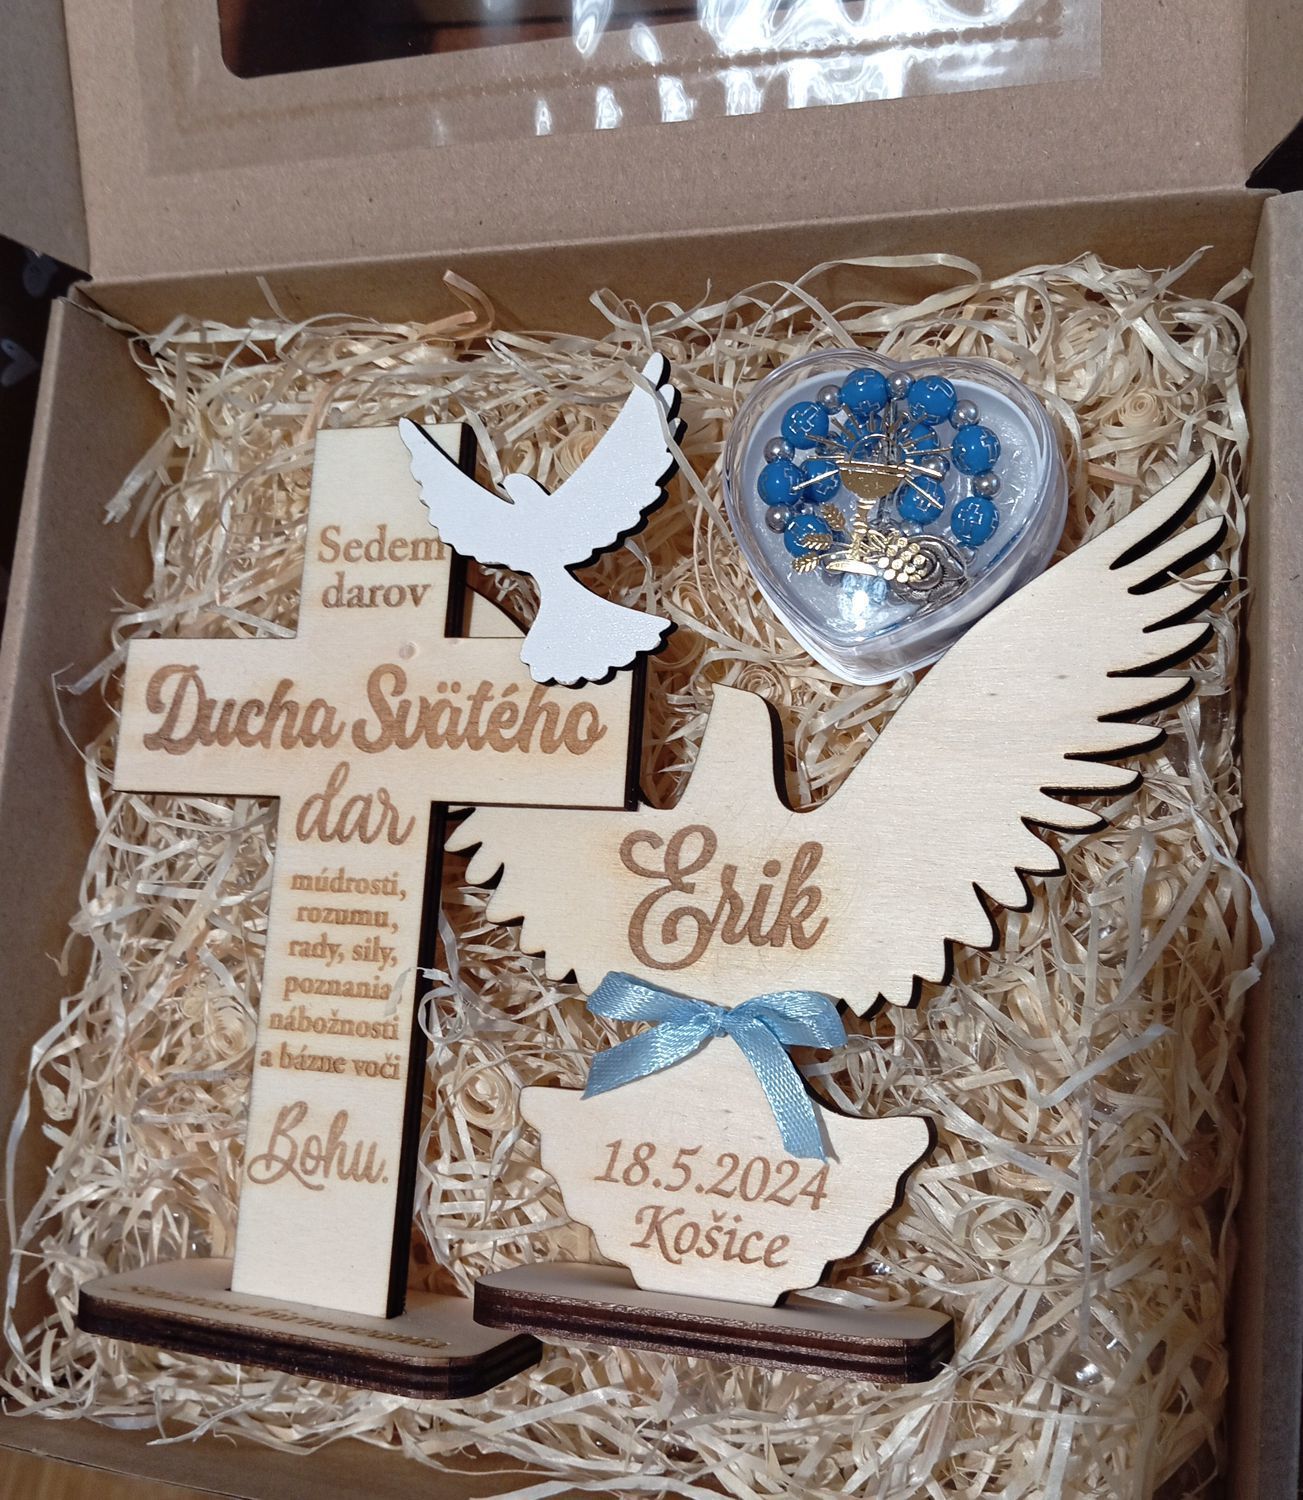 Sedem
darov
Ducha Svätého
dar
múdrosti,
rozumu,
rady, sily,
poznania
nábožnosti
a bázne voči
Bohu.
Erik
18.5.2024
Košice